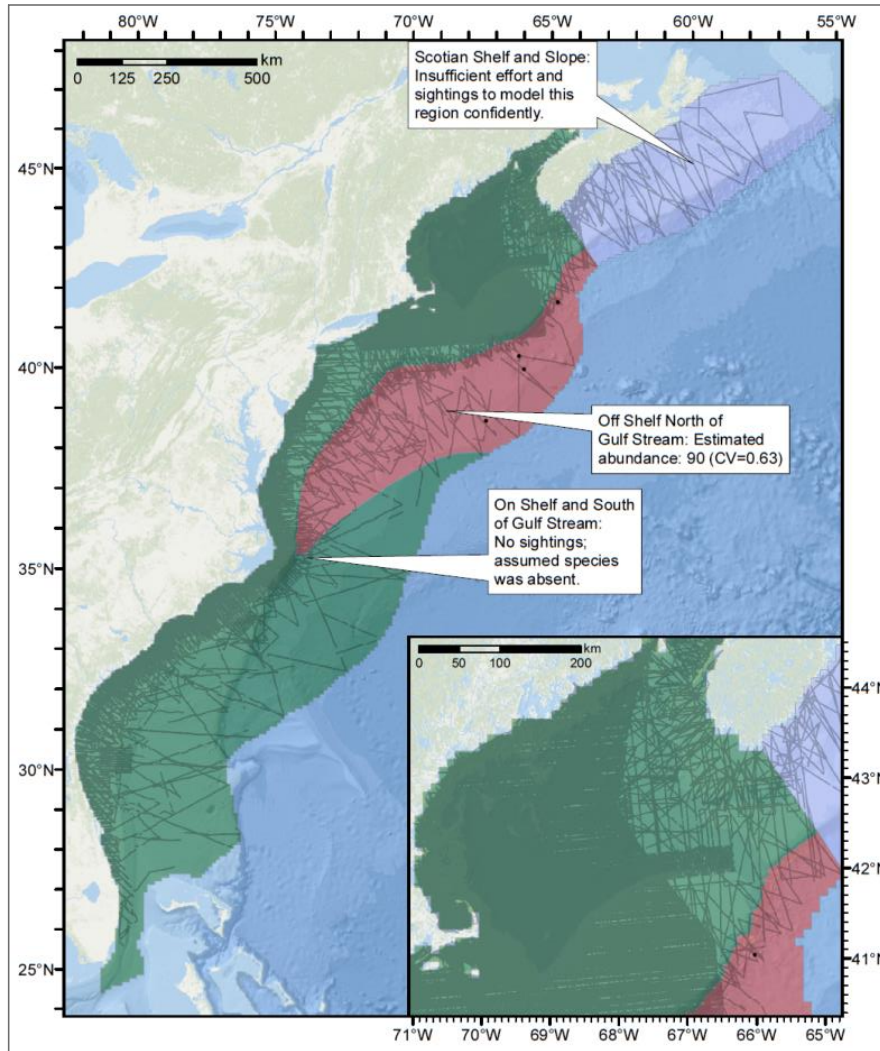 80°W 75°W 70°W 65°W 60°W 55°W
km
0 125 250 500
Scotian Shelf and Slope:
Insufficient effort and
sightings to model this
region confidently.
45°N
40°N
Off Shelf North of
Gulf Stream: Estimated
abundance: 90 (CV=0.63)
On Shelf and South
of Gulf Stream:
No sightings;
assumed species
was absent.
35°N
km
0 50 100 200
44°N
30°N
43°N
42°N
25°N
41°N
71°W 70°W 69°W 68°W 67°W 66°W 65°W